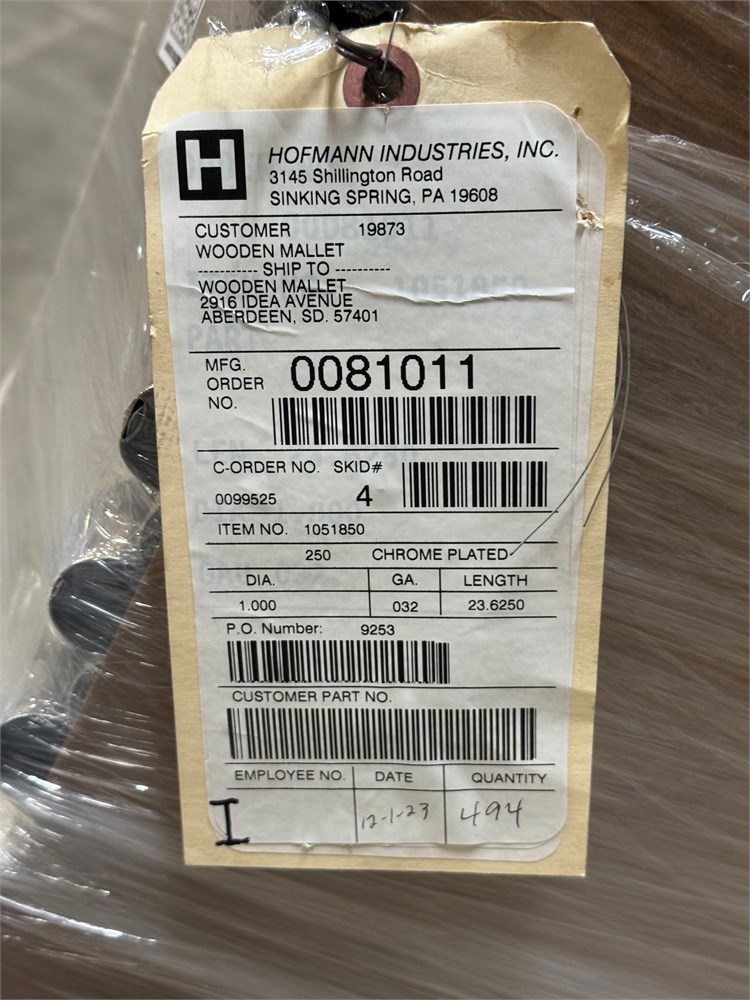 H
HOFMANN INDUSTRIES, INC.
3145 Shillington Road
SINKING SPRING, PA 19608
CUSTOMER 19873
WOODEN MALLET
----------- SHIP TO ----------
WOODEN MALLET
2916 IDEA AVENUE
ABERDEEN, SD. 57401
MFG. ORDER NO. 0081011
C-ORDER NO. SKID#
0099525 4
ITEM NO. 1051850
250 CHROME PLATED
DIA. GA. LENGTH
1.000 032 23.6250
P.O. Number: 9253
CUSTOMER PART NO.
EMPLOYEE NO. DATE QUANTITY
I 12-1-23 494